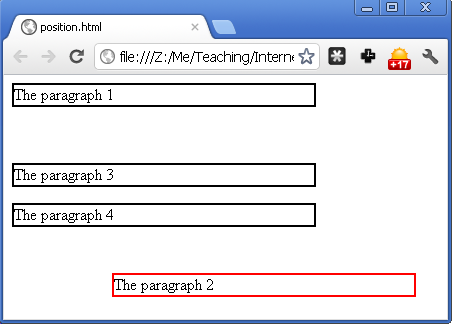 position.html
file:///Z:/Me/Teaching/Interne
+17
The paragraph 1
The paragraph 3
The paragraph 4
The paragraph 2